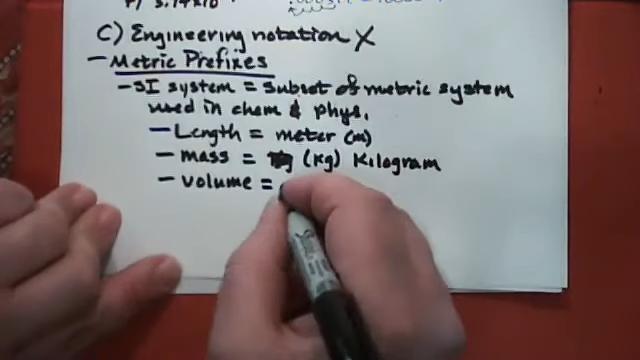 C) Engineering notation X
- Metric Prefixes
- SI system = subset of metric system
used in chem & phys.
- Length = meter (m)
- mass = (kg) Kilogram
- volume =